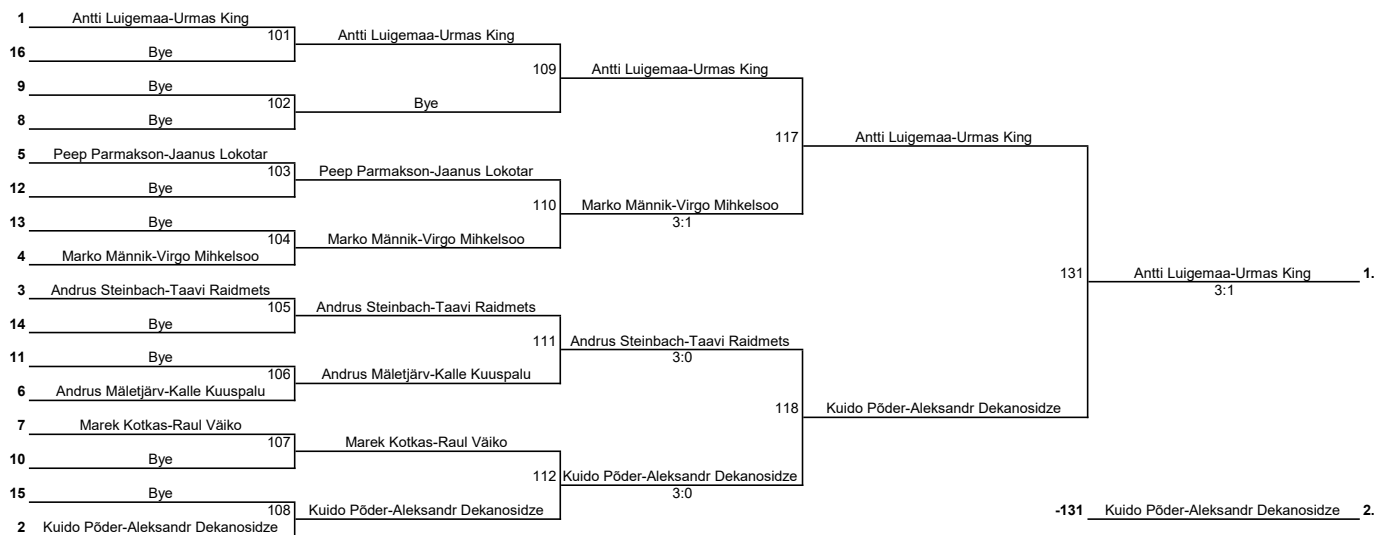 1 Antti Luigemaa-Urmas King
101 Antti Luigemaa-Urmas King
16 Bye
109 Antti Luigemaa-Urmas King
9 Bye
102 Bye
8 Bye
117 Antti Luigemaa-Urmas King
5 Peep Parmakson-Jaanus Lokotar
103 Peep Parmakson-Jaanus Lokotar
12 Bye
110 Marko Männik-Virgo Mihkelsoo
3:1
13 Bye
104 Marko Männik-Virgo Mihkelsoo
4 Marko Männik-Virgo Mihkelsoo
131 Antti Luigemaa-Urmas King 1.
3:1
3 Andrus Steinbach-Taavi Raidmets
105 Andrus Steinbach-Taavi Raidmets
14 Bye
111 Andrus Steinbach-Taavi Raidmets
3:0
11 Bye
106 Andrus Mäletjärv-Kalle Kuuspalu
6 Andrus Mäletjärv-Kalle Kuuspalu
118 Kuido Põder-Aleksandr Dekanosidze
7 Marek Kotkas-Raul Väiko
107 Marek Kotkas-Raul Väiko
10 Bye
112 Kuido Põder-Aleksandr Dekanosidze
3:0
15 Bye
108 Kuido Põder-Aleksandr Dekanosidze
-131 Kuido Põder-Aleksandr Dekanosidze 2.
2 Kuido Põder-Aleksandr Dekanosidze